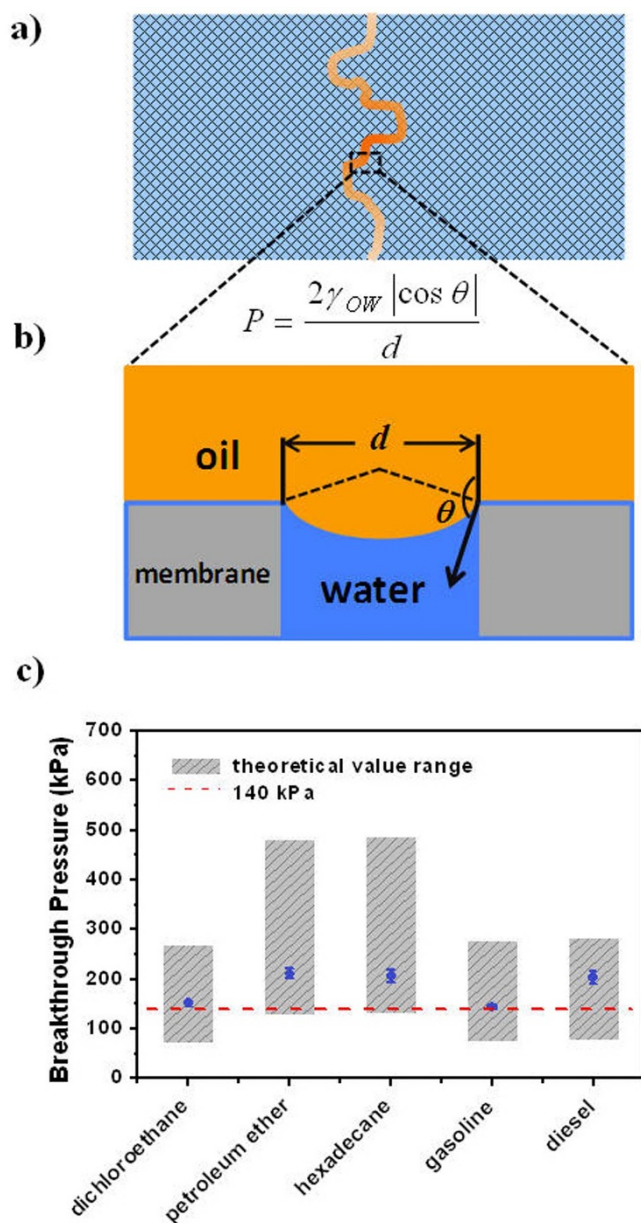 a)
P = 2γ_OW |cos θ| / d
b)
d
oil
θ
membrane
water
c)
Breakthrough Pressure (kPa)
700
600
500
400
300
200
100
0
theoretical value range
140 kPa
dichloroethane
petroleum ether
hexadecane
gasoline
diesel